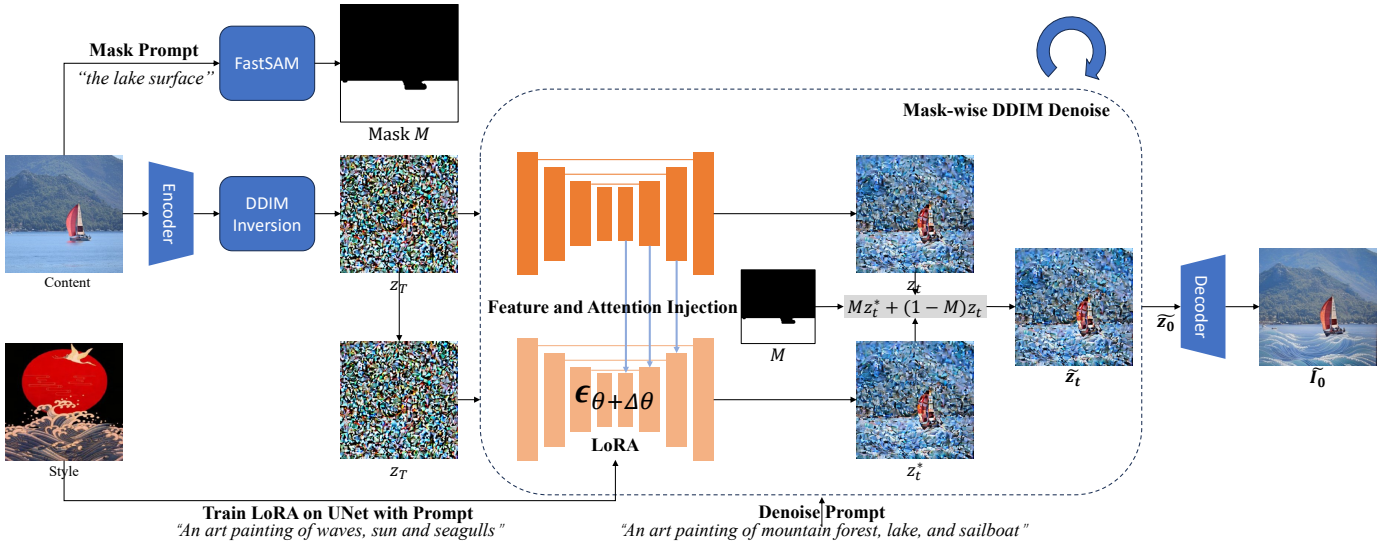 Mask Prompt
“the lake surface”
FastSAM
Mask M
Mask-wise DDIM Denoise
Content
Encoder
DDIM
Inversion
z_T
z_t
Feature and Attention Injection
M
Mz_t^* + (1 − M)z_t
z̃_t
z̃_0
Decoder
Ĩ_0
Style
z_T
ϵ_{θ+Δθ}
LoRA
z_t^*
Train LoRA on UNet with Prompt
“An art painting of waves, sun and seagulls”
Denoise Prompt
“An art painting of mountain forest, lake, and sailboat”